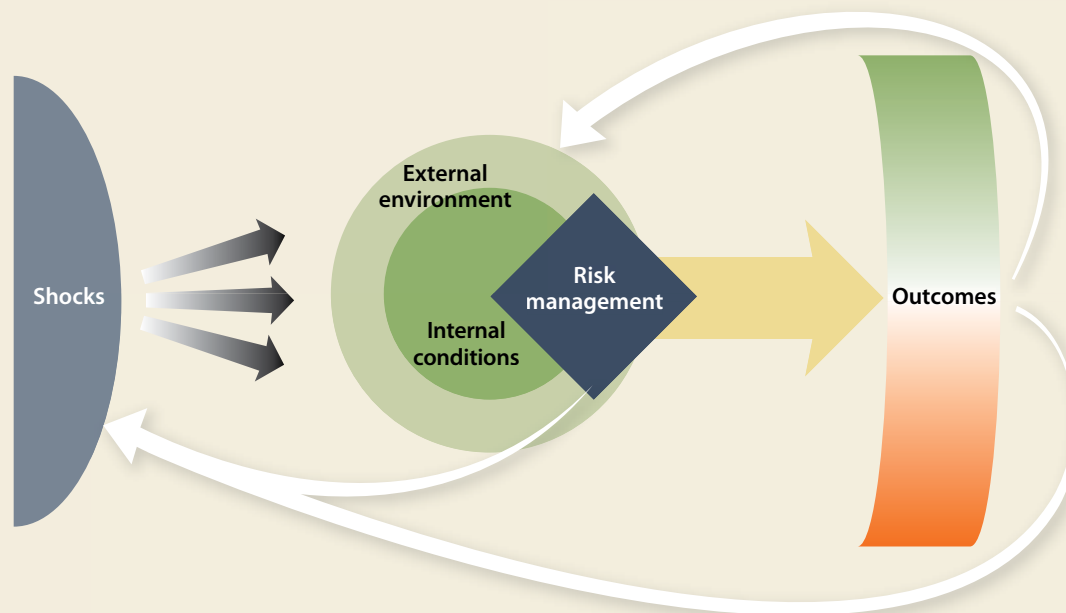 Shocks
External
environment
Internal
conditions
Risk
management
Outcomes